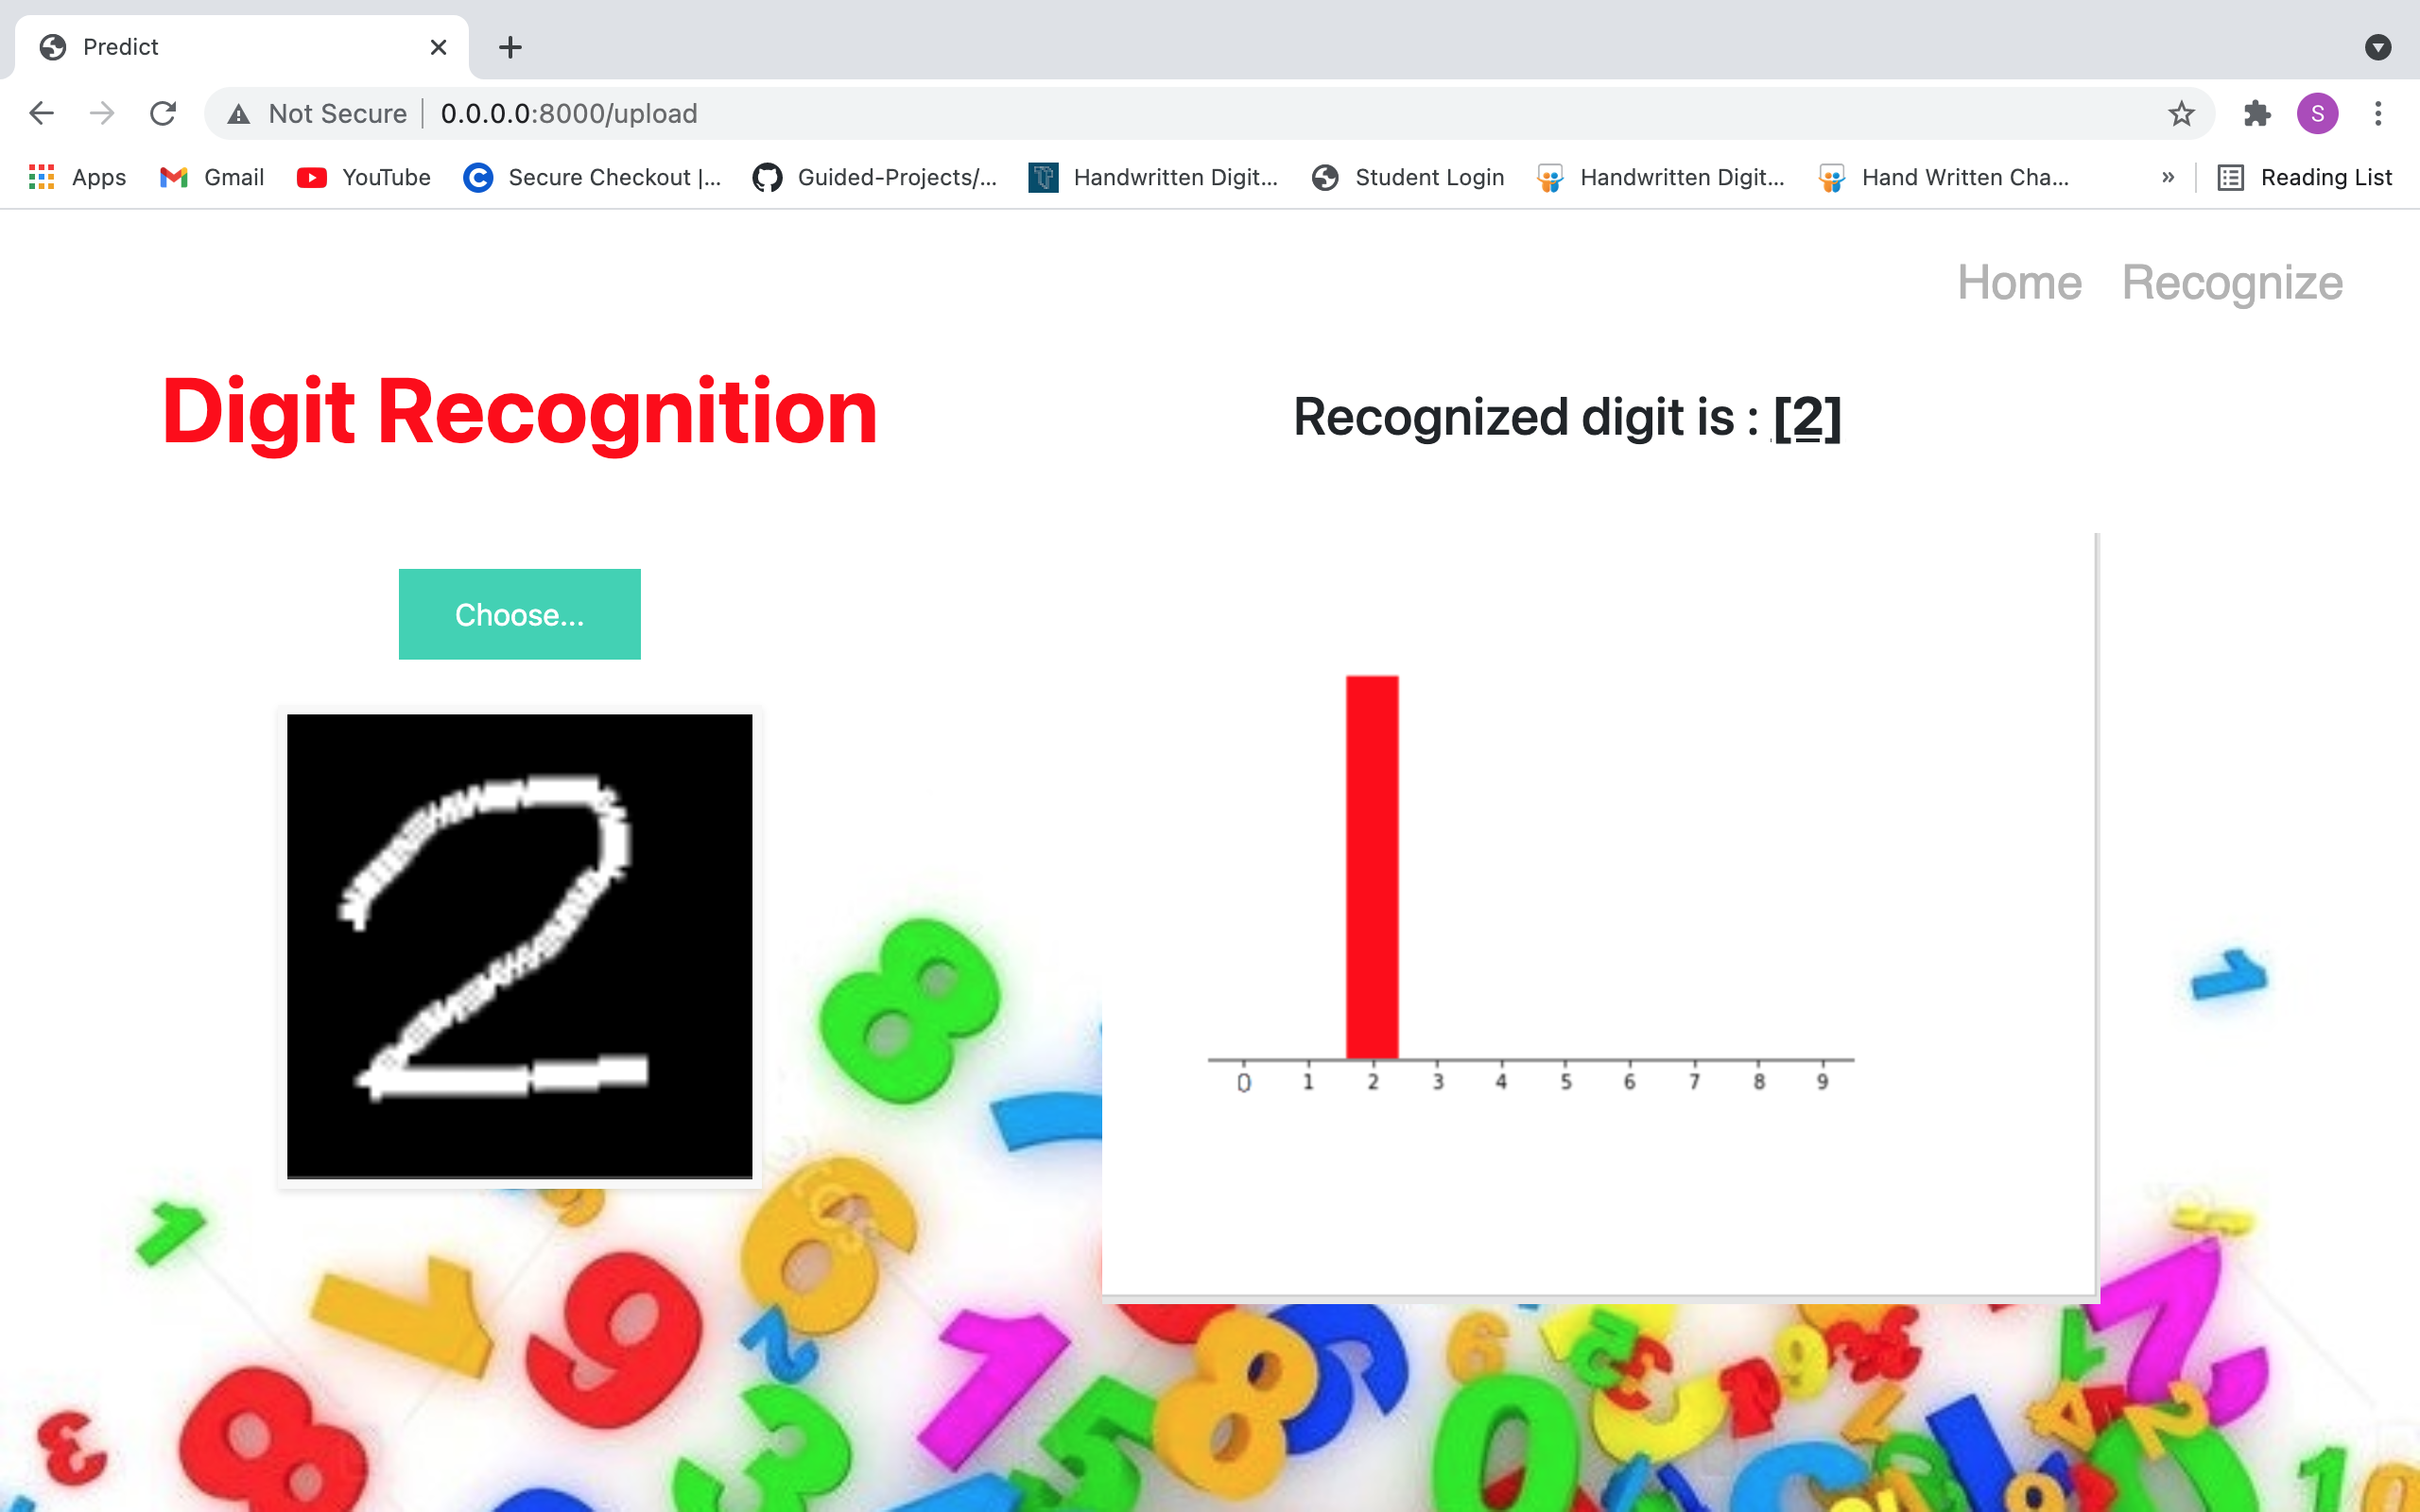 Predict
Not Secure 0.0.0.0:8000/upload
S
Apps Gmail YouTube Secure Checkout |... Guided-Projects/... Handwritten Digit... Student Login Handwritten Digit... Hand Written Cha... » Reading List
Home Recognize
Digit Recognition
Recognized digit is : [2]
Choose...
2
0 1 2 3 4 5 6 7 8 9